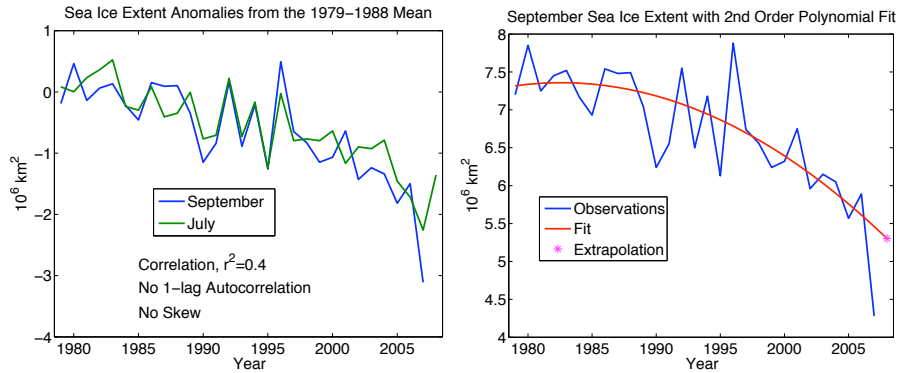 Sea Ice Extent Anomalies from the 1979−1988 Mean
10^6 km^2
0
−1
−2
−3
−4
September
July
Correlation, r^2=0.4
No 1-lag Autocorrelation
No Skew
1980 1985 1990 1995 2000 2005
Year
September Sea Ice Extent with 2nd Order Polynomial Fit
10^6 km^2
8
7.5
7
6.5
6
5.5
5
4.5
4
Observations
Fit
Extrapolation
1980 1985 1990 1995 2000 2005
Year